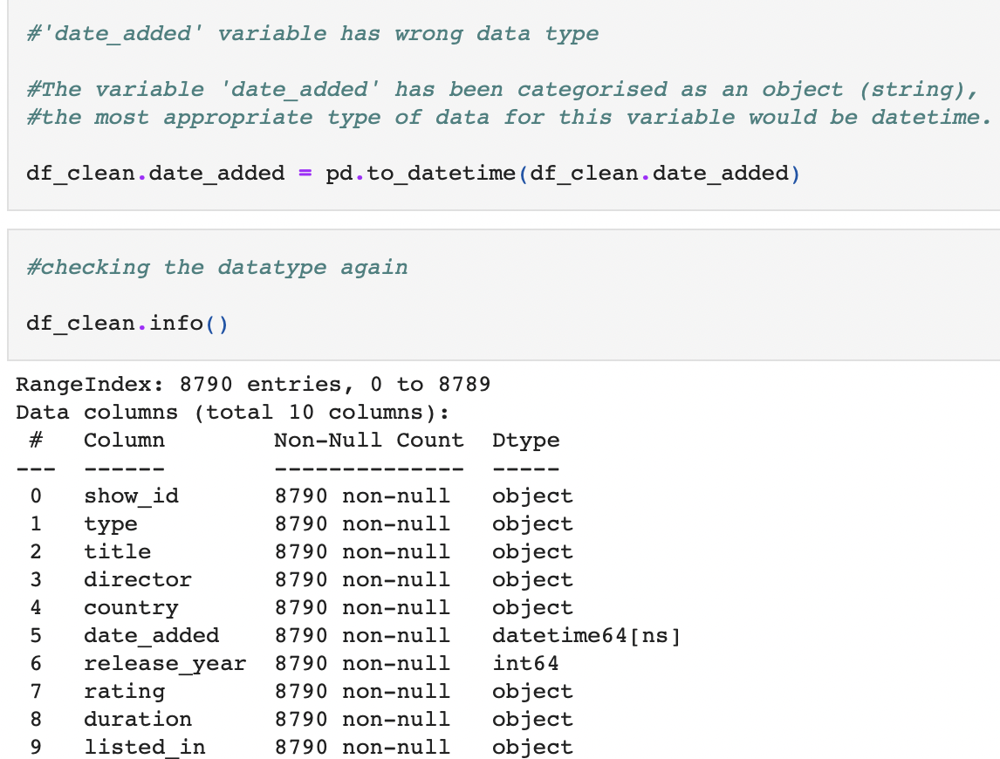 #'date_added' variable has wrong data type
#The variable 'date_added' has been categorised as an object (string),
#the most appropriate type of data for this variable would be datetime.
df_clean.date_added = pd.to_datetime(df_clean.date_added)
#checking the datatype again
df_clean.info()
RangeIndex: 8790 entries, 0 to 8789
Data columns (total 10 columns):
 #   Column        Non-Null Count  Dtype
---  ------        --------------  -----
 0   show_id       8790 non-null   object
 1   type          8790 non-null   object
 2   title         8790 non-null   object
 3   director      8790 non-null   object
 4   country       8790 non-null   object
 5   date_added    8790 non-null   datetime64[ns]
 6   release_year  8790 non-null   int64
 7   rating        8790 non-null   object
 8   duration      8790 non-null   object
 9   listed_in     8790 non-null   object